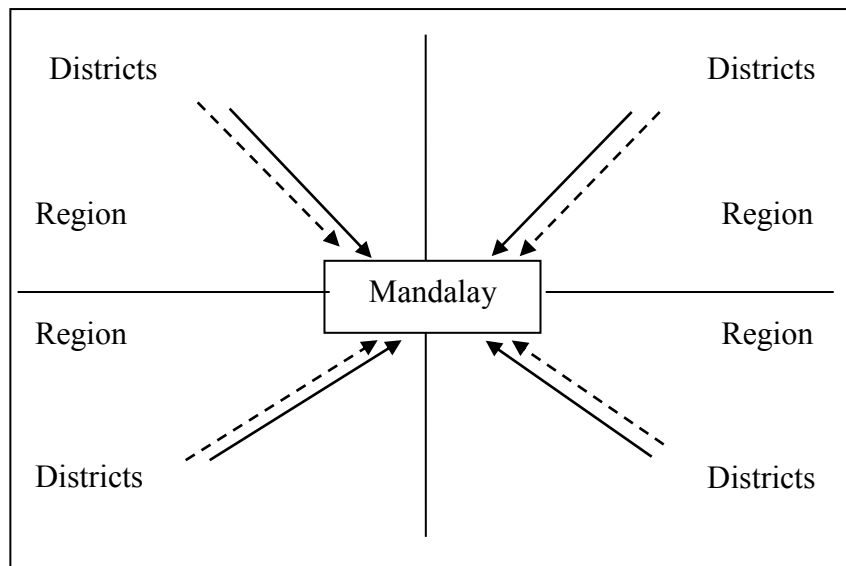 Districts
Districts
Region
Region
Mandalay
Region
Region
Districts
Districts